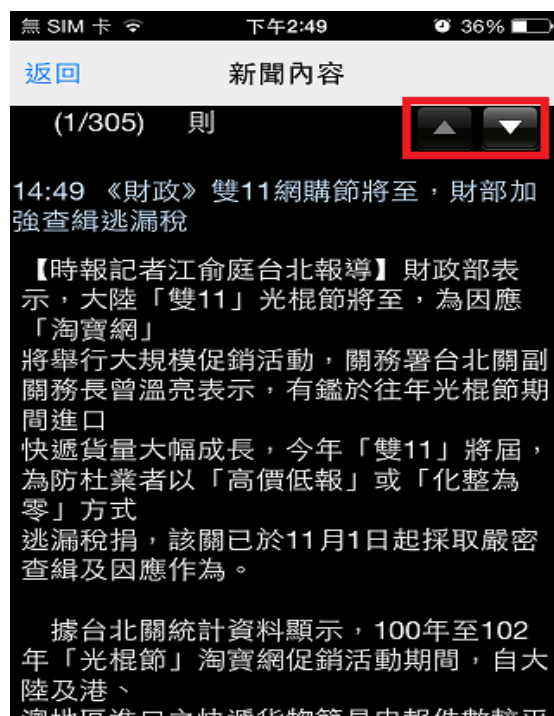 無 SIM 卡 下午2:49 36%
返回 新聞內容
(1/305) 則
14:49 《財政》雙11網購節將至，財部加
強查緝逃漏稅
【時報記者江俞庭台北報導】財政部表
示，大陸「雙11」光棍節將至，為因應
「淘寶網」
將舉行大規模促銷活動，關務署台北關副
關務長曾溫亮表示，有鑑於往年光棍節期
間進口
快遞貨量大幅成長，今年「雙11」將屆，
為防杜業者以「高價低報」或「化整為
零」方式
逃漏稅捐，該關已於11月1日起採取嚴密
查緝及因應作為。
據台北關統計資料顯示，100年至102
年「光棍節」淘寶網促銷活動期間，自大
陸及港、